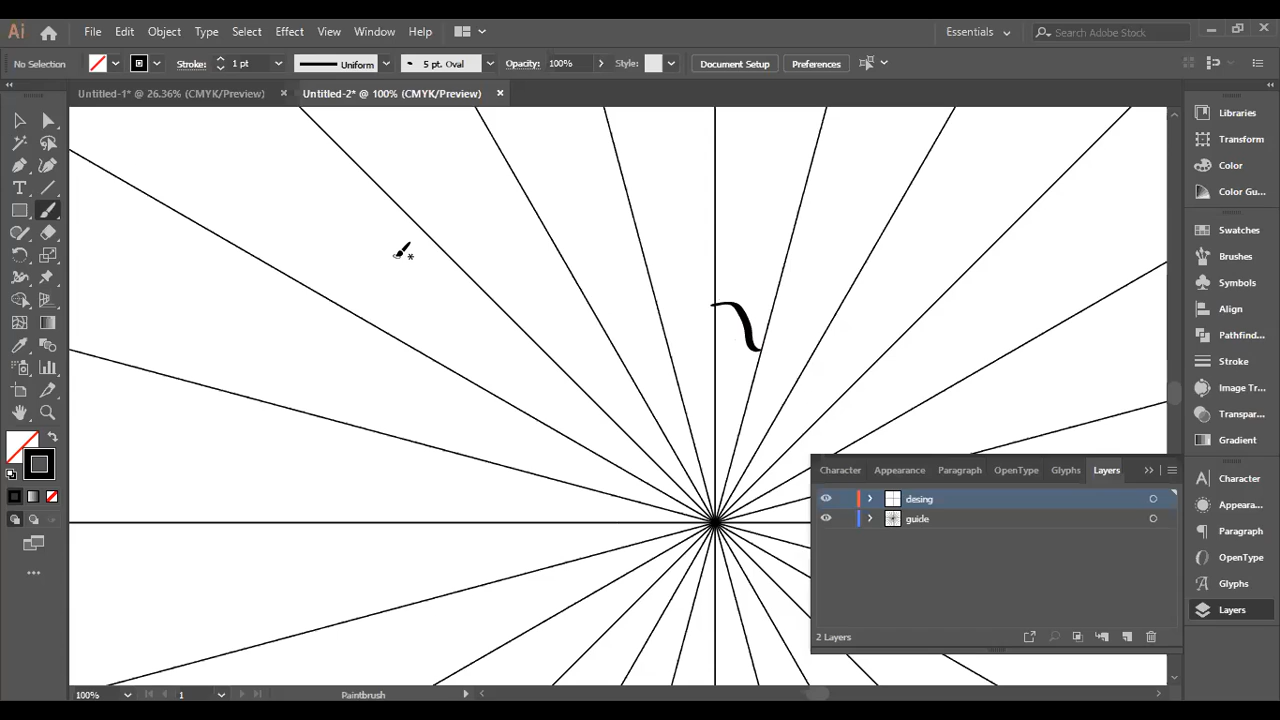 Ai File Edit Object Type Select Effect View Window Help Essentials Search Adobe Stock
No Selection Stroke: 1 pt Uniform 5 pt. Oval Opacity: 100% Style: Document Setup Preferences
Untitled-1* @ 26.36% (CMYK/Preview) Untitled-2* @ 100% (CMYK/Preview)
Libraries
Transform
Color
Color Gu...
Swatches
Brushes
Symbols
Align
Pathfind...
Stroke
Image Tr...
Transpar...
Gradient
Character
Appeara...
Paragraph
OpenType
Glyphs
Layers
Character Appearance Paragraph OpenType Glyphs Layers
desing
guide
2 Layers
100% 1 Paintbrush